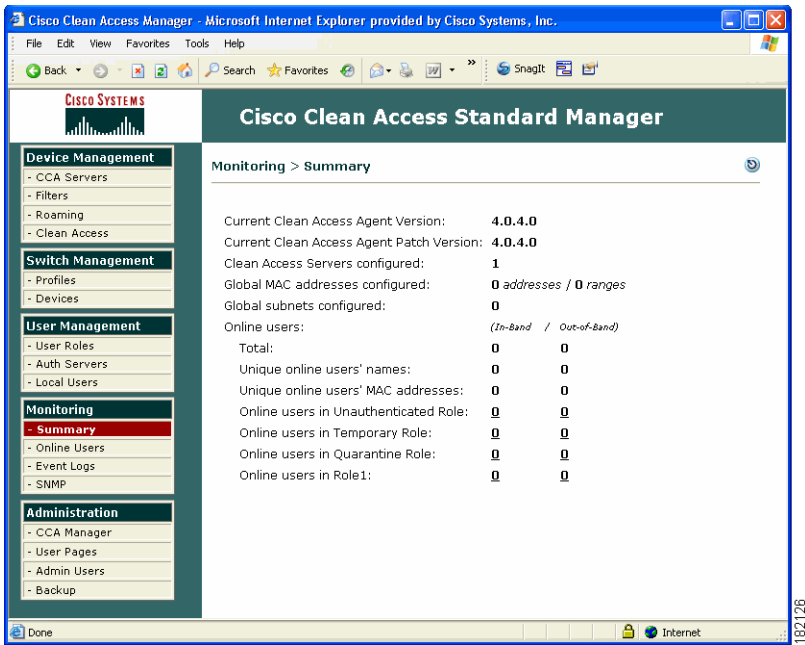 Cisco Clean Access Manager - Microsoft Internet Explorer provided by Cisco Systems, Inc.
File Edit View Favorites Tools Help
Back Search Favorites SnagIt
CISCO SYSTEMS
Cisco Clean Access Standard Manager
Device Management
- CCA Servers
- Filters
- Roaming
- Clean Access
Switch Management
- Profiles
- Devices
User Management
- User Roles
- Auth Servers
- Local Users
Monitoring
- Summary
- Online Users
- Event Logs
- SNMP
Administration
- CCA Manager
- User Pages
- Admin Users
- Backup
Monitoring > Summary
Current Clean Access Agent Version: 4.0.4.0
Current Clean Access Agent Patch Version: 4.0.4.0
Clean Access Servers configured: 1
Global MAC addresses configured: 0 addresses / 0 ranges
Global subnets configured: 0
Online users: (In-Band / Out-of-Band)
Total: 0 0
Unique online users' names: 0 0
Unique online users' MAC addresses: 0 0
Online users in Unauthenticated Role: 0 0
Online users in Temporary Role: 0 0
Online users in Quarantine Role: 0 0
Online users in Role1: 0 0
Done Internet
182126